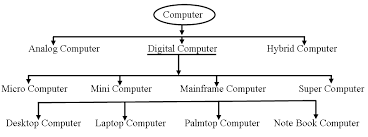 Computer
Analog Computer Digital Computer Hybrid Computer
Micro Computer Mini Computer Mainframe Computer Super Computer
Desktop Computer Laptop Computer Palmtop Computer Note Book Computer